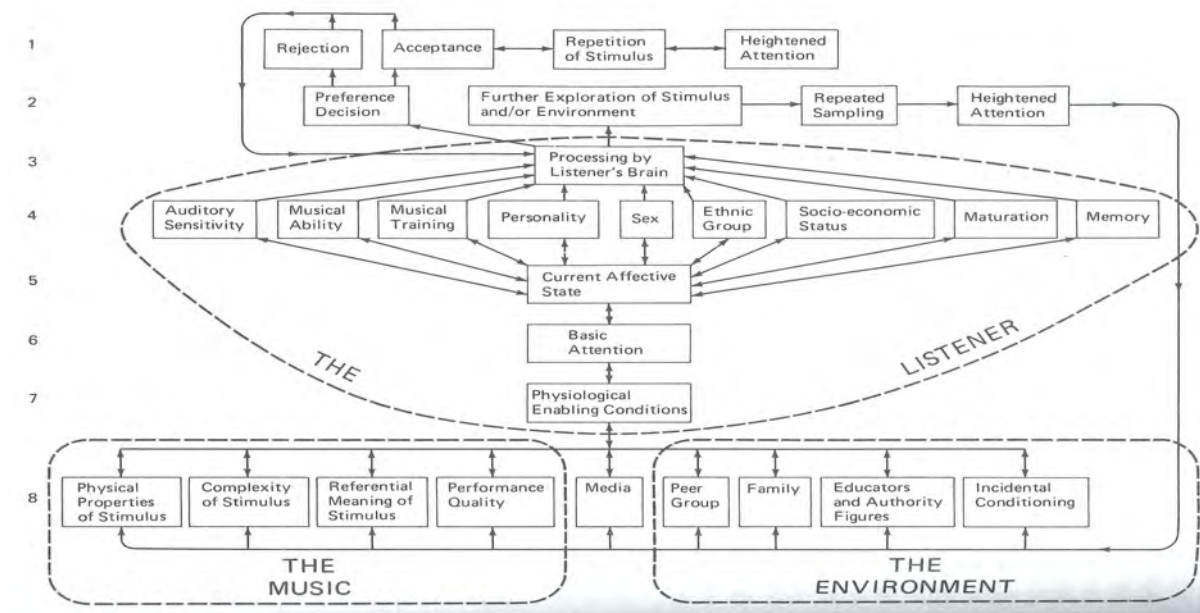 1
Rejection
Acceptance
Repetition
of Stimulus
Heightened
Attention
2
Preference
Decision
Further Exploration of Stimulus
and/or Environment
Repeated
Sampling
Heightened
Attention
3
Processing by
Listener's Brain
4
Auditory
Sensitivity
Musical
Ability
Musical
Training
Personality
Sex
Ethnic
Group
Socio-economic
Status
Maturation
Memory
5
Current Affective
State
6
Basic
Attention
THE
LISTENER
7
Physiological
Enabling Conditions
8
Physical
Properties
of Stimulus
Complexity
of Stimulus
Referential
Meaning of
Stimulus
Performance
Quality
Media
Peer
Group
Family
Educators
and Authority
Figures
Incidental
Conditioning
THE
MUSIC
THE
ENVIRONMENT